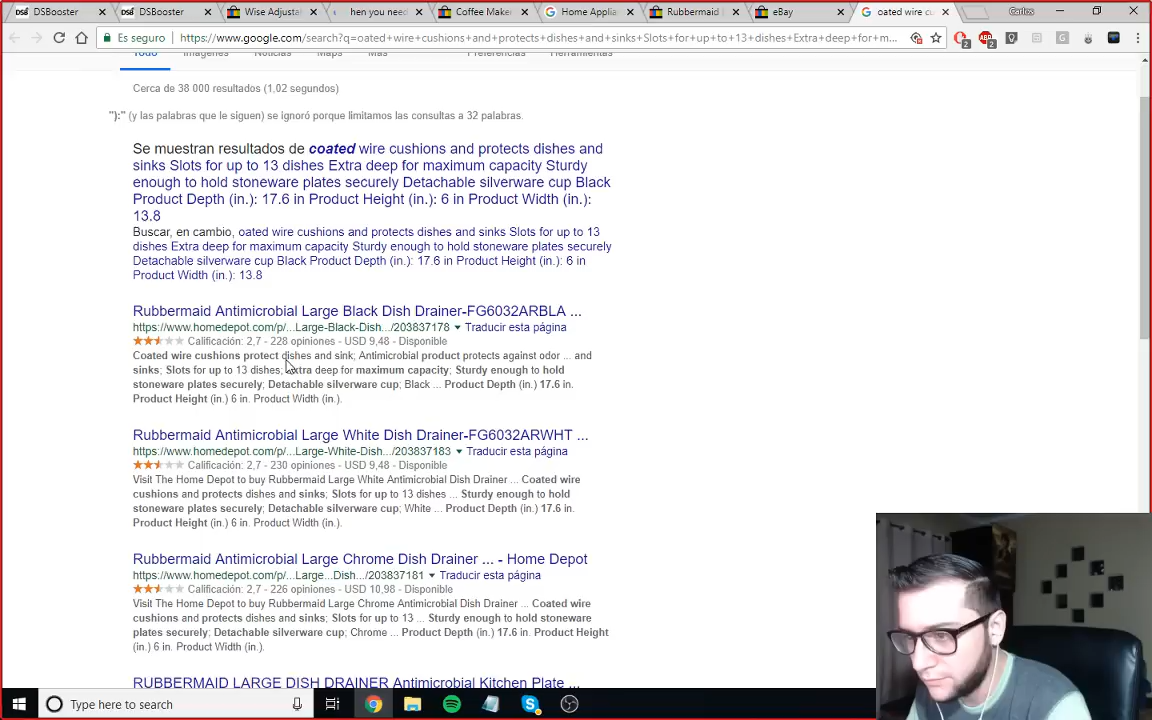 DSBooster
DSBooster
Wise Adjusta
hen you need
Coffee Maker
Home Applian
Rubbermaid
eBay
oated wire cu
Carlos
Es seguro
https://www.google.com/search?q=oated+wire+cushions+and+protects+dishes+and+sinks+Slots+for+up+to+13+dishes+Extra+deep+for+m...
Todo Imágenes Noticias Maps Más Preferencias Herramientas
Cerca de 38 000 resultados (1,02 segundos)
"):" (y las palabras que le siguen) se ignoró porque limitamos las consultas a 32 palabras.
Se muestran resultados de coated wire cushions and protects dishes and
sinks Slots for up to 13 dishes Extra deep for maximum capacity Sturdy
enough to hold stoneware plates securely Detachable silverware cup Black
Product Depth (in.): 17.6 in Product Height (in.): 6 in Product Width (in.):
13.8
Buscar, en cambio, oated wire cushions and protects dishes and sinks Slots for up to 13
dishes Extra deep for maximum capacity Sturdy enough to hold stoneware plates securely
Detachable silverware cup Black Product Depth (in.): 17.6 in Product Height (in.): 6 in
Product Width (in.): 13.8
Rubbermaid Antimicrobial Large Black Dish Drainer-FG6032ARBLA ...
https://www.homedepot.com/p/...Large-Black-Dish.../203837178 Traducir esta página
Calificación: 2,7 - 228 opiniones - USD 9,48 - Disponible
Coated wire cushions protect dishes and sink; Antimicrobial product protects against odor ... and
sinks; Slots for up to 13 dishes; Extra deep for maximum capacity; Sturdy enough to hold
stoneware plates securely; Detachable silverware cup; Black ... Product Depth (in.) 17.6 in.
Product Height (in.) 6 in. Product Width (in.).
Rubbermaid Antimicrobial Large White Dish Drainer-FG6032ARWHT ...
https://www.homedepot.com/p/...Large-White-Dish.../203837183 Traducir esta página
Calificación: 2,7 - 230 opiniones - USD 9,48 - Disponible
Visit The Home Depot to buy Rubbermaid Large White Antimicrobial Dish Drainer ... Coated wire
cushions and protects dishes and sinks; Slots for up to 13 dishes ... Sturdy enough to hold
stoneware plates securely; Detachable silverware cup; White ... Product Depth (in.) 17.6 in.
Product Height (in.) 6 in. Product Width (in.).
Rubbermaid Antimicrobial Large Chrome Dish Drainer ... - Home Depot
https://www.homedepot.com/p/...Large...Dish.../203837181 Traducir esta página
Calificación: 2,7 - 226 opiniones - USD 10,98 - Disponible
Visit The Home Depot to buy Rubbermaid Large Chrome Antimicrobial Dish Drainer ... Coated wire
cushions and protects dishes and sinks; Slots for up to 13 ... Sturdy enough to hold stoneware
plates securely; Detachable silverware cup; Chrome ... Product Depth (in.) 17.6 in. Product Height
(in.) 6 in. Product Width (in.).
RUBBERMAID LARGE DISH DRAINER Antimicrobial Kitchen Plate ...
Type here to search